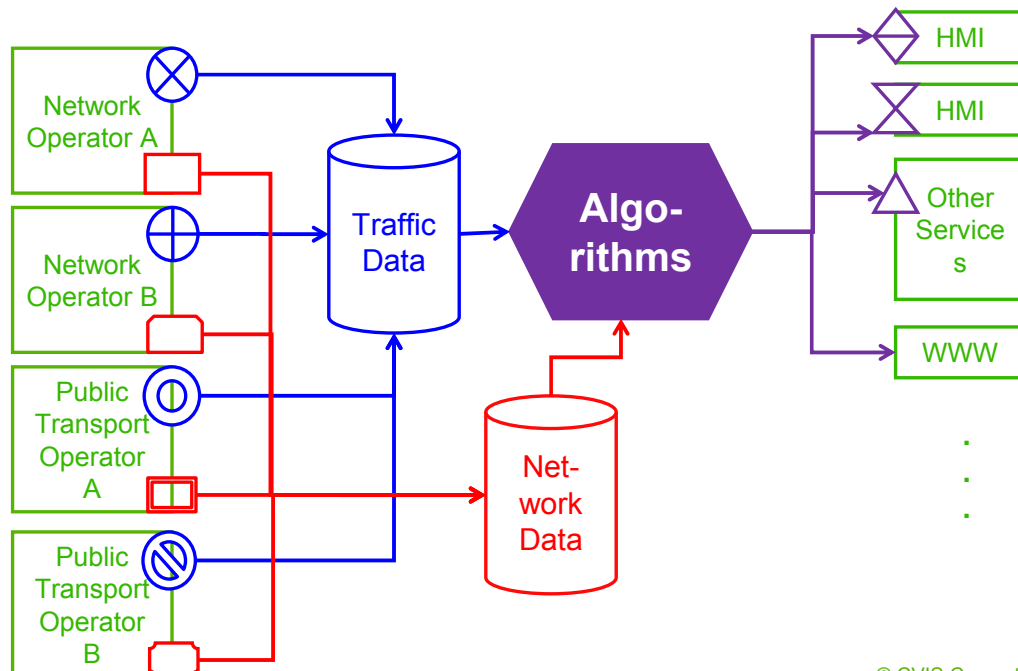 Network
Operator A
Network
Operator B
Public
Transport
Operator
A
Public
Transport
Operator
B
Traffic
Data
Net-
work
Data
Algo-
rithms
HMI
HMI
Other
Service
s
WWW
.
.
.